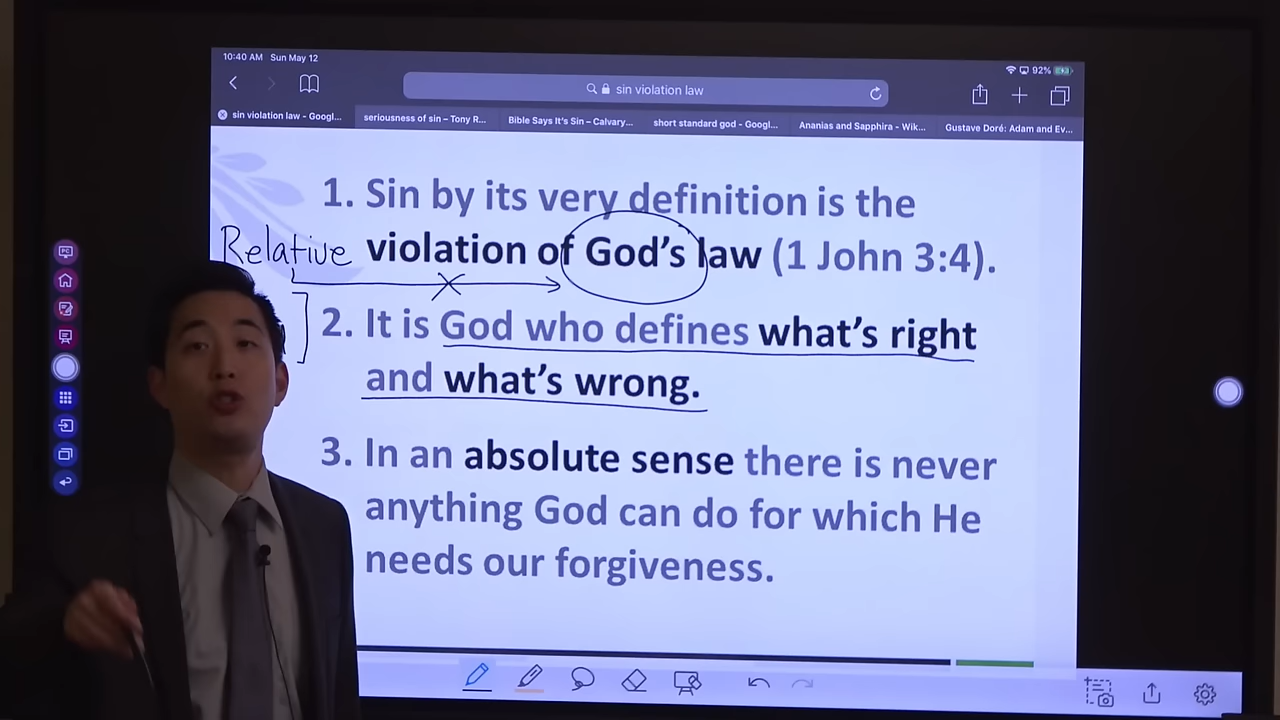 10:40 AM Sun May 12
92%
sin violation law
sin violation law - Googl...
seriousness of sin – Tony R...
Bible Says It's Sin – Calvary...
short standard god - Googl...
Ananias and Sapphira - Wik...
Gustave Doré: Adam and Ev...
1. Sin by its very definition is the
Relative violation of God's law (1 John 3:4).
2. It is God who defines what's right
and what's wrong.
3. In an absolute sense there is never
anything God can do for which He
needs our forgiveness.